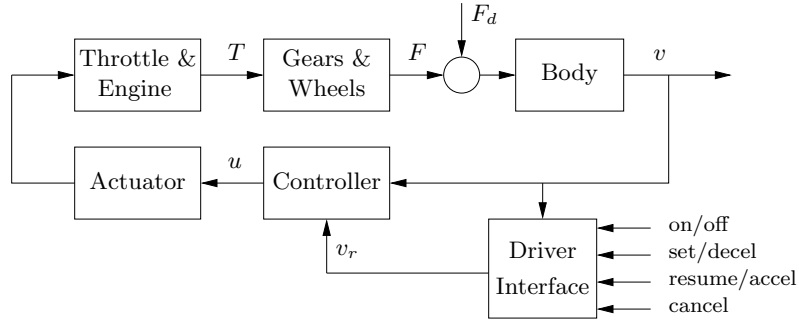 F_d
Throttle &
Engine
T
Gears &
Wheels
F
Body
v
Actuator
u
Controller
v_r
Driver
Interface
on/off
set/decel
resume/accel
cancel